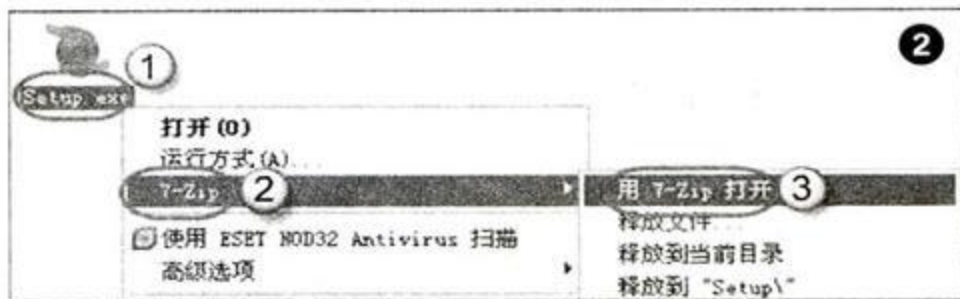 ①
❷
Setup.exe
打开(O)
运行方式(A)...
7-Zip ②
用 7-Zip 打开 ③
释放文件...
使用 ESET NOD32 Antivirus 扫描
释放到当前目录
高级选项
释放到 "Setup\"